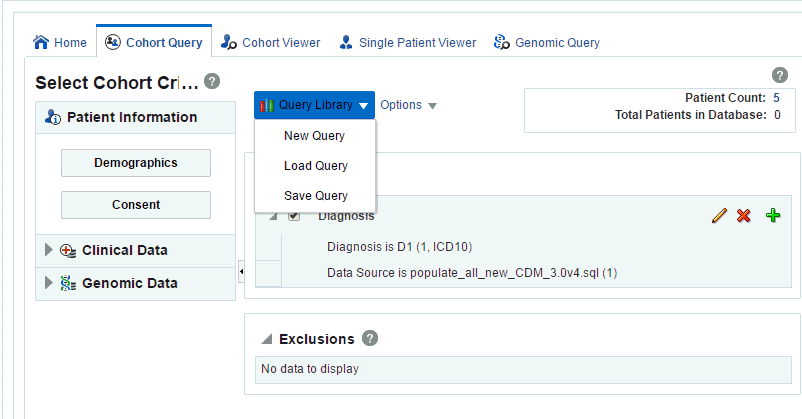 Home Cohort Query Cohort Viewer Single Patient Viewer Genomic Query
Select Cohort Cri... ?
Patient Information
Demographics
Consent
Clinical Data
Genomic Data
Query Library Options
New Query
Load Query
Save Query
?
Patient Count: 5
Total Patients in Database: 0
Diagnosis
Diagnosis is D1 (1, ICD10)
Data Source is populate_all_new_CDM_3.0v4.sql (1)
Exclusions ?
No data to display